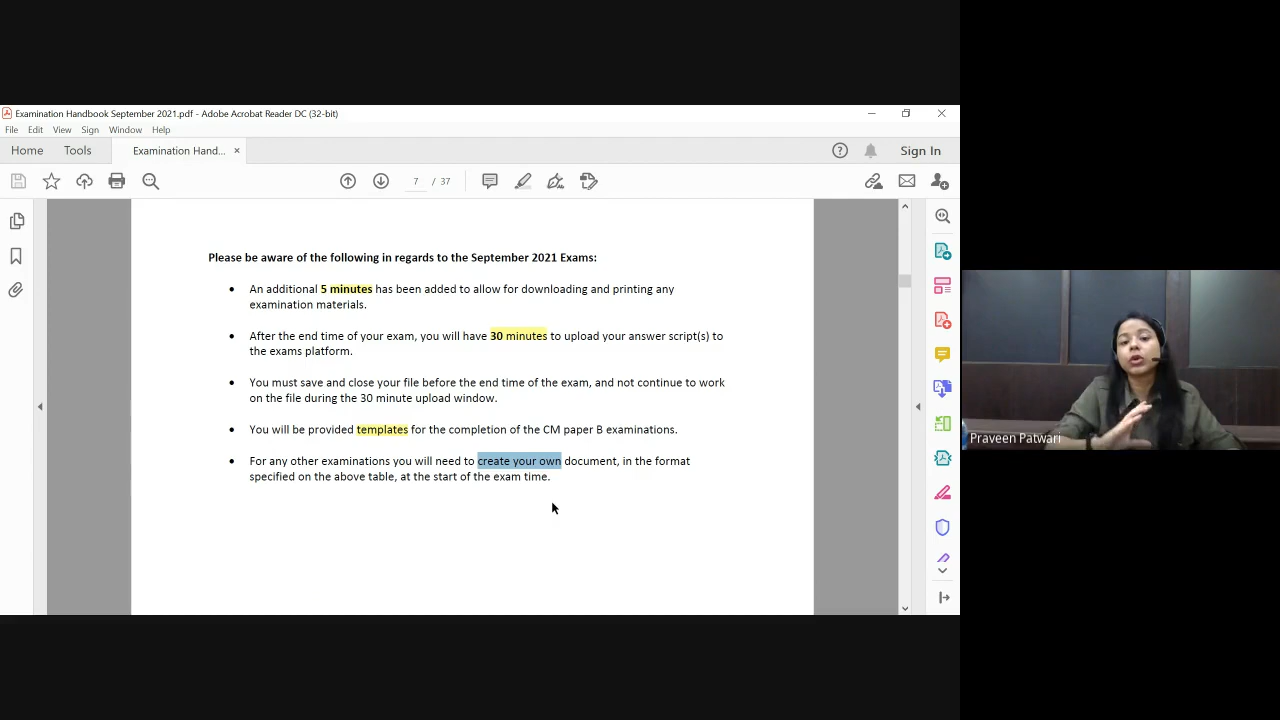 Examination Handbook September 2021.pdf - Adobe Acrobat Reader DC (32-bit)
File Edit View Sign Window Help
Home Tools Examination Hand... × Sign In
7 / 37
Please be aware of the following in regards to the September 2021 Exams:
• An additional 5 minutes has been added to allow for downloading and printing any
examination materials.
• After the end time of your exam, you will have 30 minutes to upload your answer script(s) to
the exams platform.
• You must save and close your file before the end time of the exam, and not continue to work
on the file during the 30 minute upload window.
• You will be provided templates for the completion of the CM paper B examinations.
• For any other examinations you will need to create your own document, in the format
specified on the above table, at the start of the exam time.
Praveen Patwari